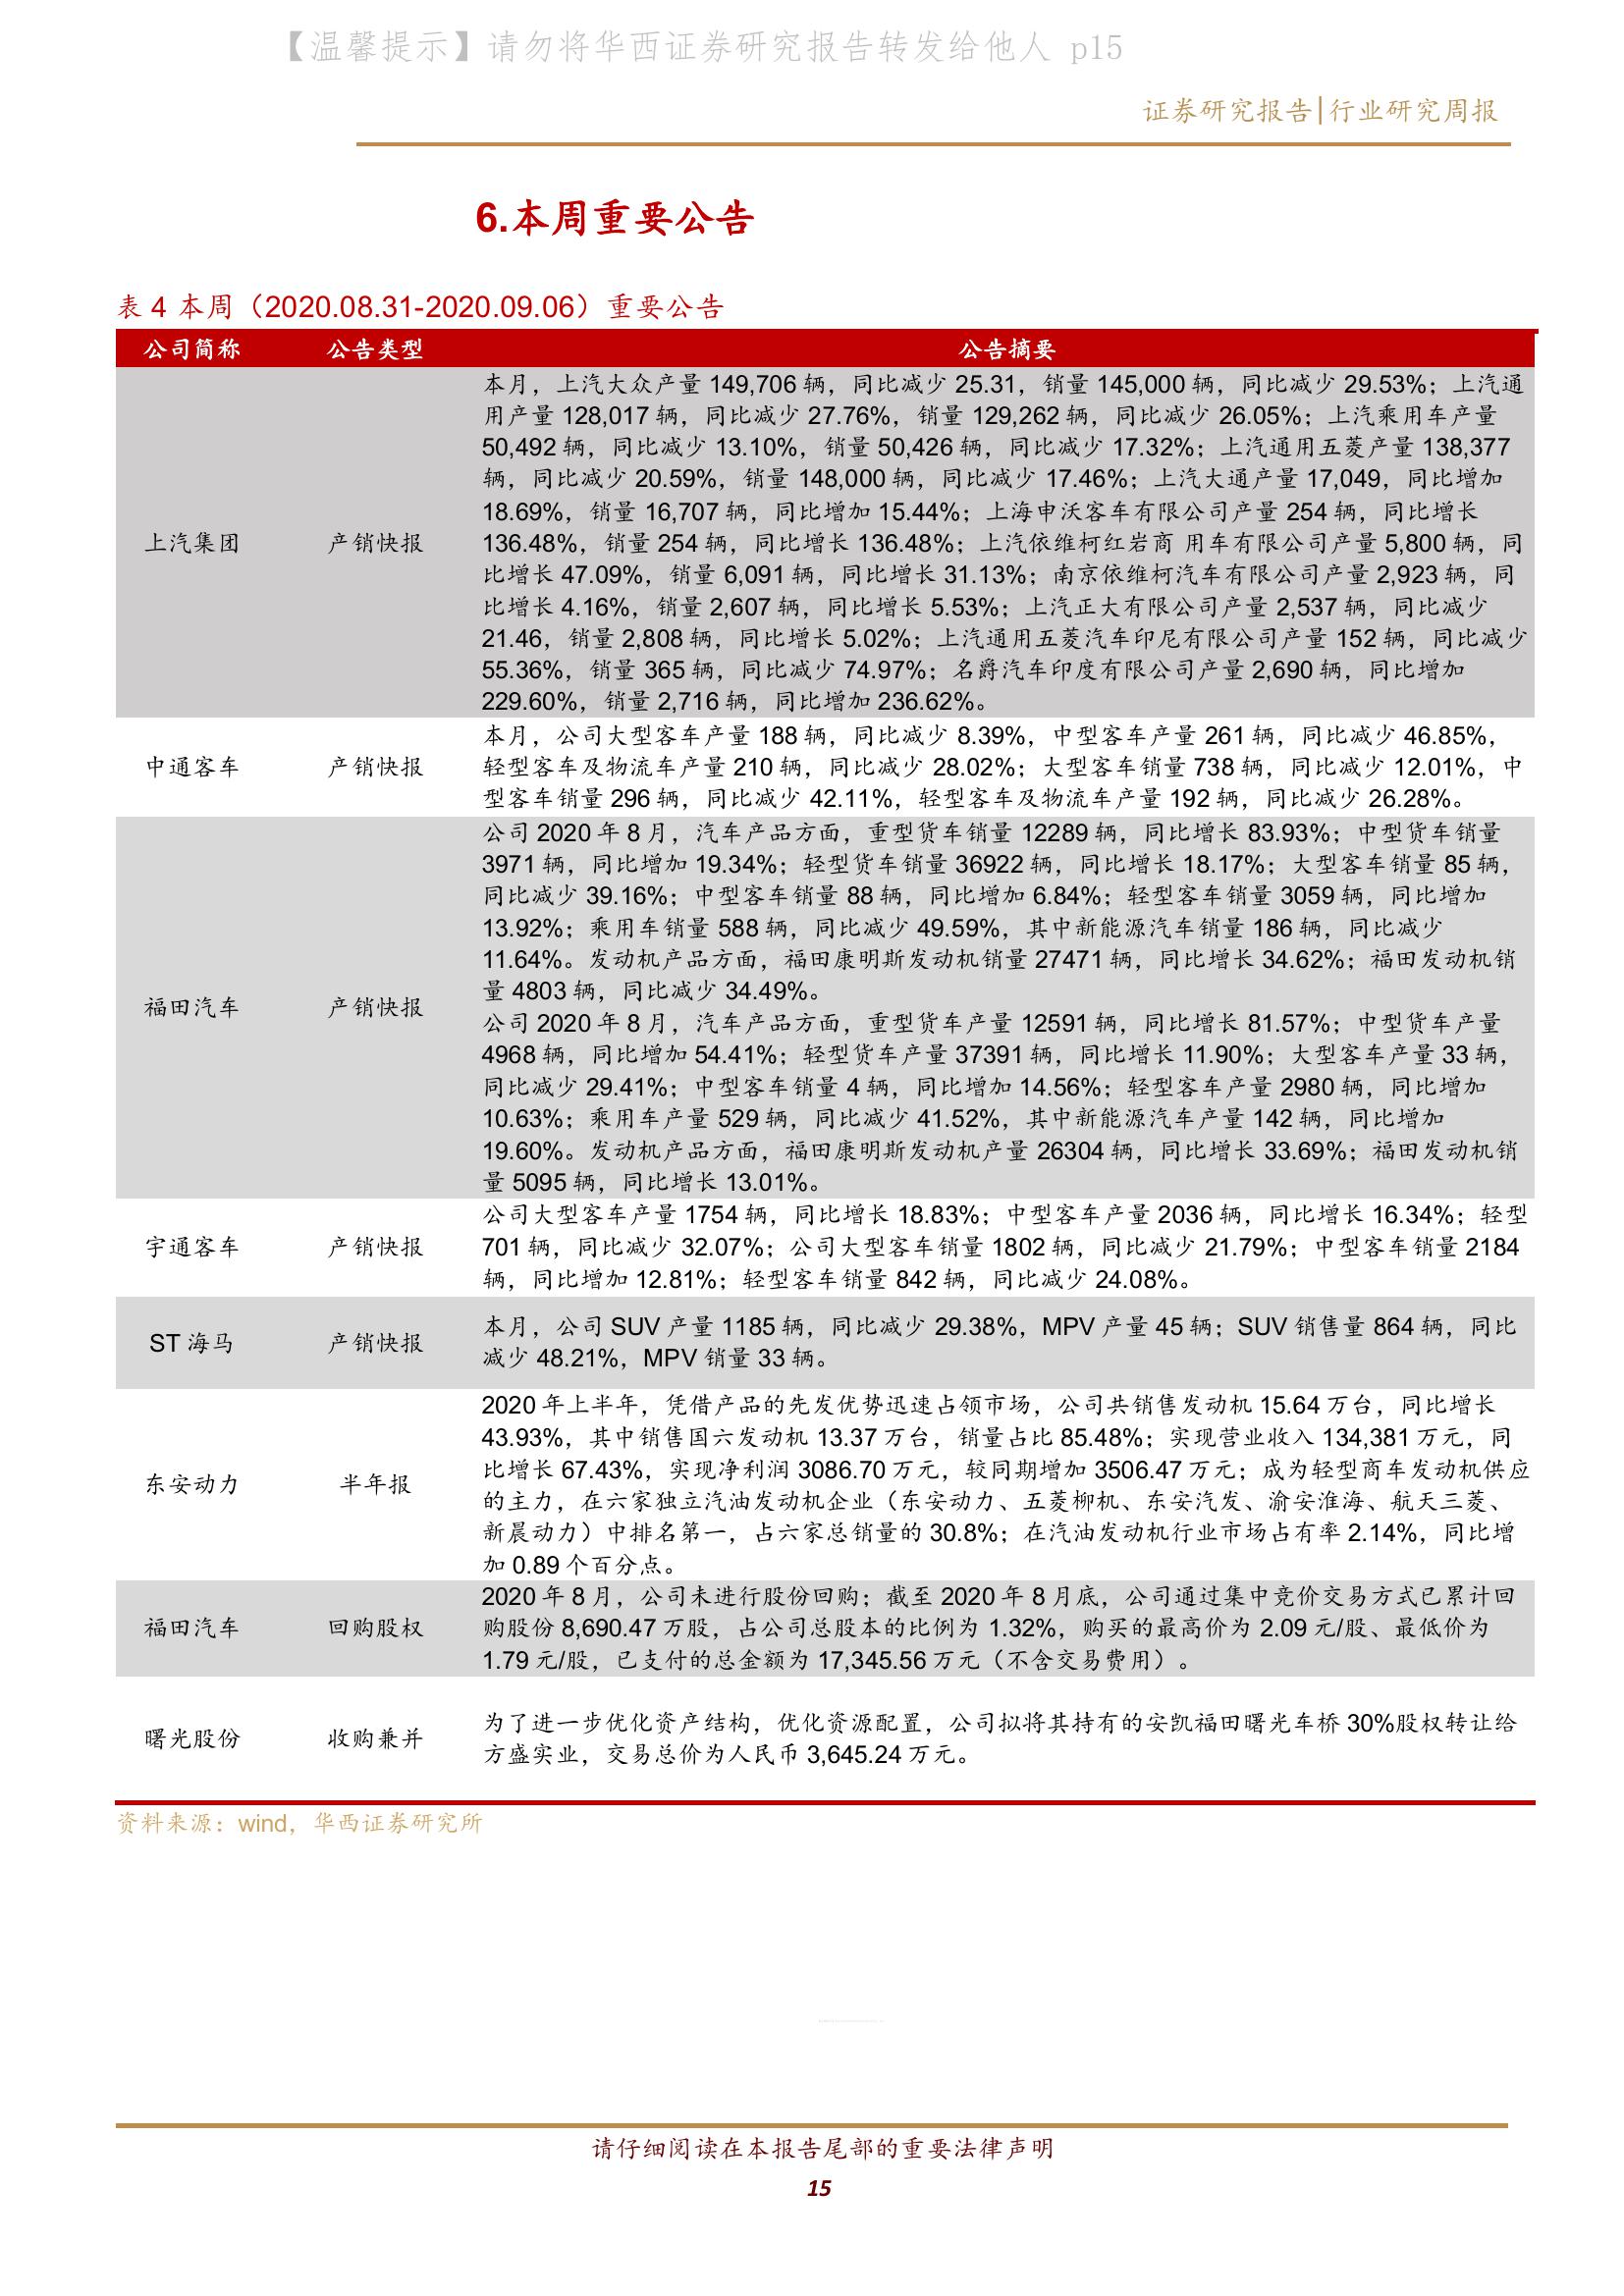 【温馨提示】请勿将华西证券研究报告转发给他人 p15
证券研究报告|行业研究周报
6.本周重要公告
表 4 本周（2020.08.31-2020.09.06）重要公告
公司简称 公告类型 公告摘要
上汽集团 产销快报
本月，上汽大众产量 149,706 辆，同比减少 25.31，销量 145,000 辆，同比减少 29.53%；上汽通
用产量 128,017 辆，同比减少 27.76%，销量 129,262 辆，同比减少 26.05%；上汽乘用车产量
50,492 辆，同比减少 13.10%，销量 50,426 辆，同比减少 17.32%；上汽通用五菱产量 138,377
辆，同比减少 20.59%，销量 148,000 辆，同比减少 17.46%；上汽大通产量 17,049，同比增加
18.69%，销量 16,707 辆，同比增加 15.44%；上海申沃客车有限公司产量 254 辆，同比增长
136.48%，销量 254 辆，同比增长 136.48%；上汽依维柯红岩商 用车有限公司产量 5,800 辆，同
比增长 47.09%，销量 6,091 辆，同比增长 31.13%；南京依维柯汽车有限公司产量 2,923 辆，同
比增长 4.16%，销量 2,607 辆，同比增长 5.53%；上汽正大有限公司产量 2,537 辆，同比减少
21.46，销量 2,808 辆，同比增长 5.02%；上汽通用五菱汽车印尼有限公司产量 152 辆，同比减少
55.36%，销量 365 辆，同比减少 74.97%；名爵汽车印度有限公司产量 2,690 辆，同比增加
229.60%，销量 2,716 辆，同比增加 236.62%。
中通客车 产销快报
本月，公司大型客车产量 188 辆，同比减少 8.39%，中型客车产量 261 辆，同比减少 46.85%，
轻型客车及物流车产量 210 辆，同比减少 28.02%；大型客车销量 738 辆，同比减少 12.01%，中
型客车销量 296 辆，同比减少 42.11%，轻型客车及物流车产量 192 辆，同比减少 26.28%。
福田汽车 产销快报
公司 2020 年 8 月，汽车产品方面，重型货车销量 12289 辆，同比增长 83.93%；中型货车销量
3971 辆，同比增加 19.34%；轻型货车销量 36922 辆，同比增长 18.17%；大型客车销量 85 辆，
同比减少 39.16%；中型客车销量 88 辆，同比增加 6.84%；轻型客车销量 3059 辆，同比增加
13.92%；乘用车销量 588 辆，同比减少 49.59%，其中新能源汽车销量 186 辆，同比减少
11.64%。发动机产品方面，福田康明斯发动机销量 27471 辆，同比增长 34.62%；福田发动机销
量 4803 辆，同比减少 34.49%。
公司 2020 年 8 月，汽车产品方面，重型货车产量 12591 辆，同比增长 81.57%；中型货车产量
4968 辆，同比增加 54.41%；轻型货车产量 37391 辆，同比增长 11.90%；大型客车产量 33 辆，
同比减少 29.41%；中型客车销量 4 辆，同比增加 14.56%；轻型客车产量 2980 辆，同比增加
10.63%；乘用车产量 529 辆，同比减少 41.52%，其中新能源汽车产量 142 辆，同比增加
19.60%。发动机产品方面，福田康明斯发动机产量 26304 辆，同比增长 33.69%；福田发动机销
量 5095 辆，同比增长 13.01%。
宇通客车 产销快报
公司大型客车产量 1754 辆，同比增长 18.83%；中型客车产量 2036 辆，同比增长 16.34%；轻型
701 辆，同比减少 32.07%；公司大型客车销量 1802 辆，同比减少 21.79%；中型客车销量 2184
辆，同比增加 12.81%；轻型客车销量 842 辆，同比减少 24.08%。
ST 海马 产销快报
本月，公司 SUV 产量 1185 辆，同比减少 29.38%，MPV 产量 45 辆；SUV 销售量 864 辆，同比
减少 48.21%，MPV 销量 33 辆。
东安动力 半年报
2020 年上半年，凭借产品的先发优势迅速占领市场，公司共销售发动机 15.64 万台，同比增长
43.93%，其中销售国六发动机 13.37 万台，销量占比 85.48%；实现营业收入 134,381 万元，同
比增长 67.43%，实现净利润 3086.70 万元，较同期增加 3506.47 万元；成为轻型商车发动机供应
的主力，在六家独立汽油发动机企业（东安动力、五菱柳机、东安汽发、渝安淮海、航天三菱、
新晨动力）中排名第一，占六家总销量的 30.8%；在汽油发动机行业市场占有率 2.14%，同比增
加 0.89 个百分点。
福田汽车 回购股权
2020 年 8 月，公司未进行股份回购；截至 2020 年 8 月底，公司通过集中竞价交易方式已累计回
购股份 8,690.47 万股，占公司总股本的比例为 1.32%，购买的最高价为 2.09 元/股、最低价为
1.79 元/股，已支付的总金额为 17,345.56 万元（不含交易费用）。
曙光股份 收购兼并
为了进一步优化资产结构，优化资源配置，公司拟将其持有的安凯福田曙光车桥 30%股权转让给
方盛实业，交易总价为人民币 3,645.24 万元。
资料来源：wind，华西证券研究所
请仔细阅读在本报告尾部的重要法律声明
15